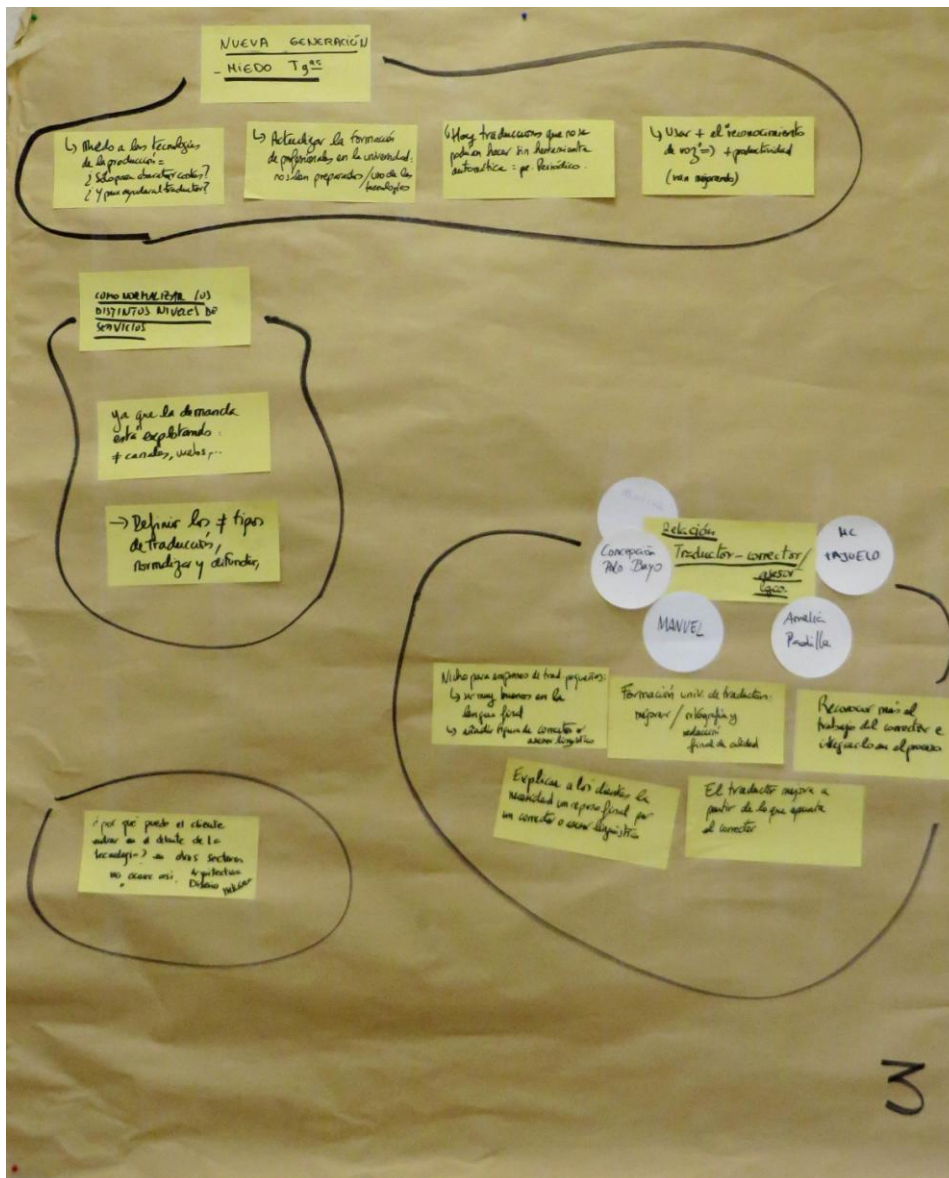 NUEVA GENERACIÓN
- MIEDO Tgªs
↳ Miedo a las tecnologías
de la producción =
¿Sólo para abaratar costes?
¿Y para ayudar al traductor?
↳ Actualizar la formación
de profesionales en la universidad:
no salen preparados / uso de las
tecnologías
Hay traducciones que no se
pueden hacer sin herramienta
automática = pe. Periódico.
↳ Usar + el reconocimiento
de voz => + productividad
(van mejorando)
COMO NORMALIZAR LOS
DISTINTOS NIVELES DE
SERVICIOS
ya que la demanda
está explotando:
≠ canales, webs,...
→ Definir los ≠ tipos
de traducción,
normalizar y difundir,
Relación
Traductor-corrector/
asesor
lgco.
Concepción
Polo Bayo
MC
TAJUELO
MANUEL
Amelia
Padilla
Nicho para empresas de trad. pequeñas:
↳ ser muy buenos en la
lengua final
↳ añadir figura de corrector o
asesor lingüístico
Formación univ. de traductores:
mejorar / ortografía y
redacción
final de calidad
Reconocer más el
trabajo del corrector e
integrarlo en el proceso
Explicar a los clientes la
necesidad un repaso final por
un corrector o asesor lingüístico
El traductor mejora a
partir de lo que apunta
el corrector
¿por qué puede el cliente
entrar en el debate de la
tecnología? en otros sectores
no ocurre así. Arquitectura
Diseño
3